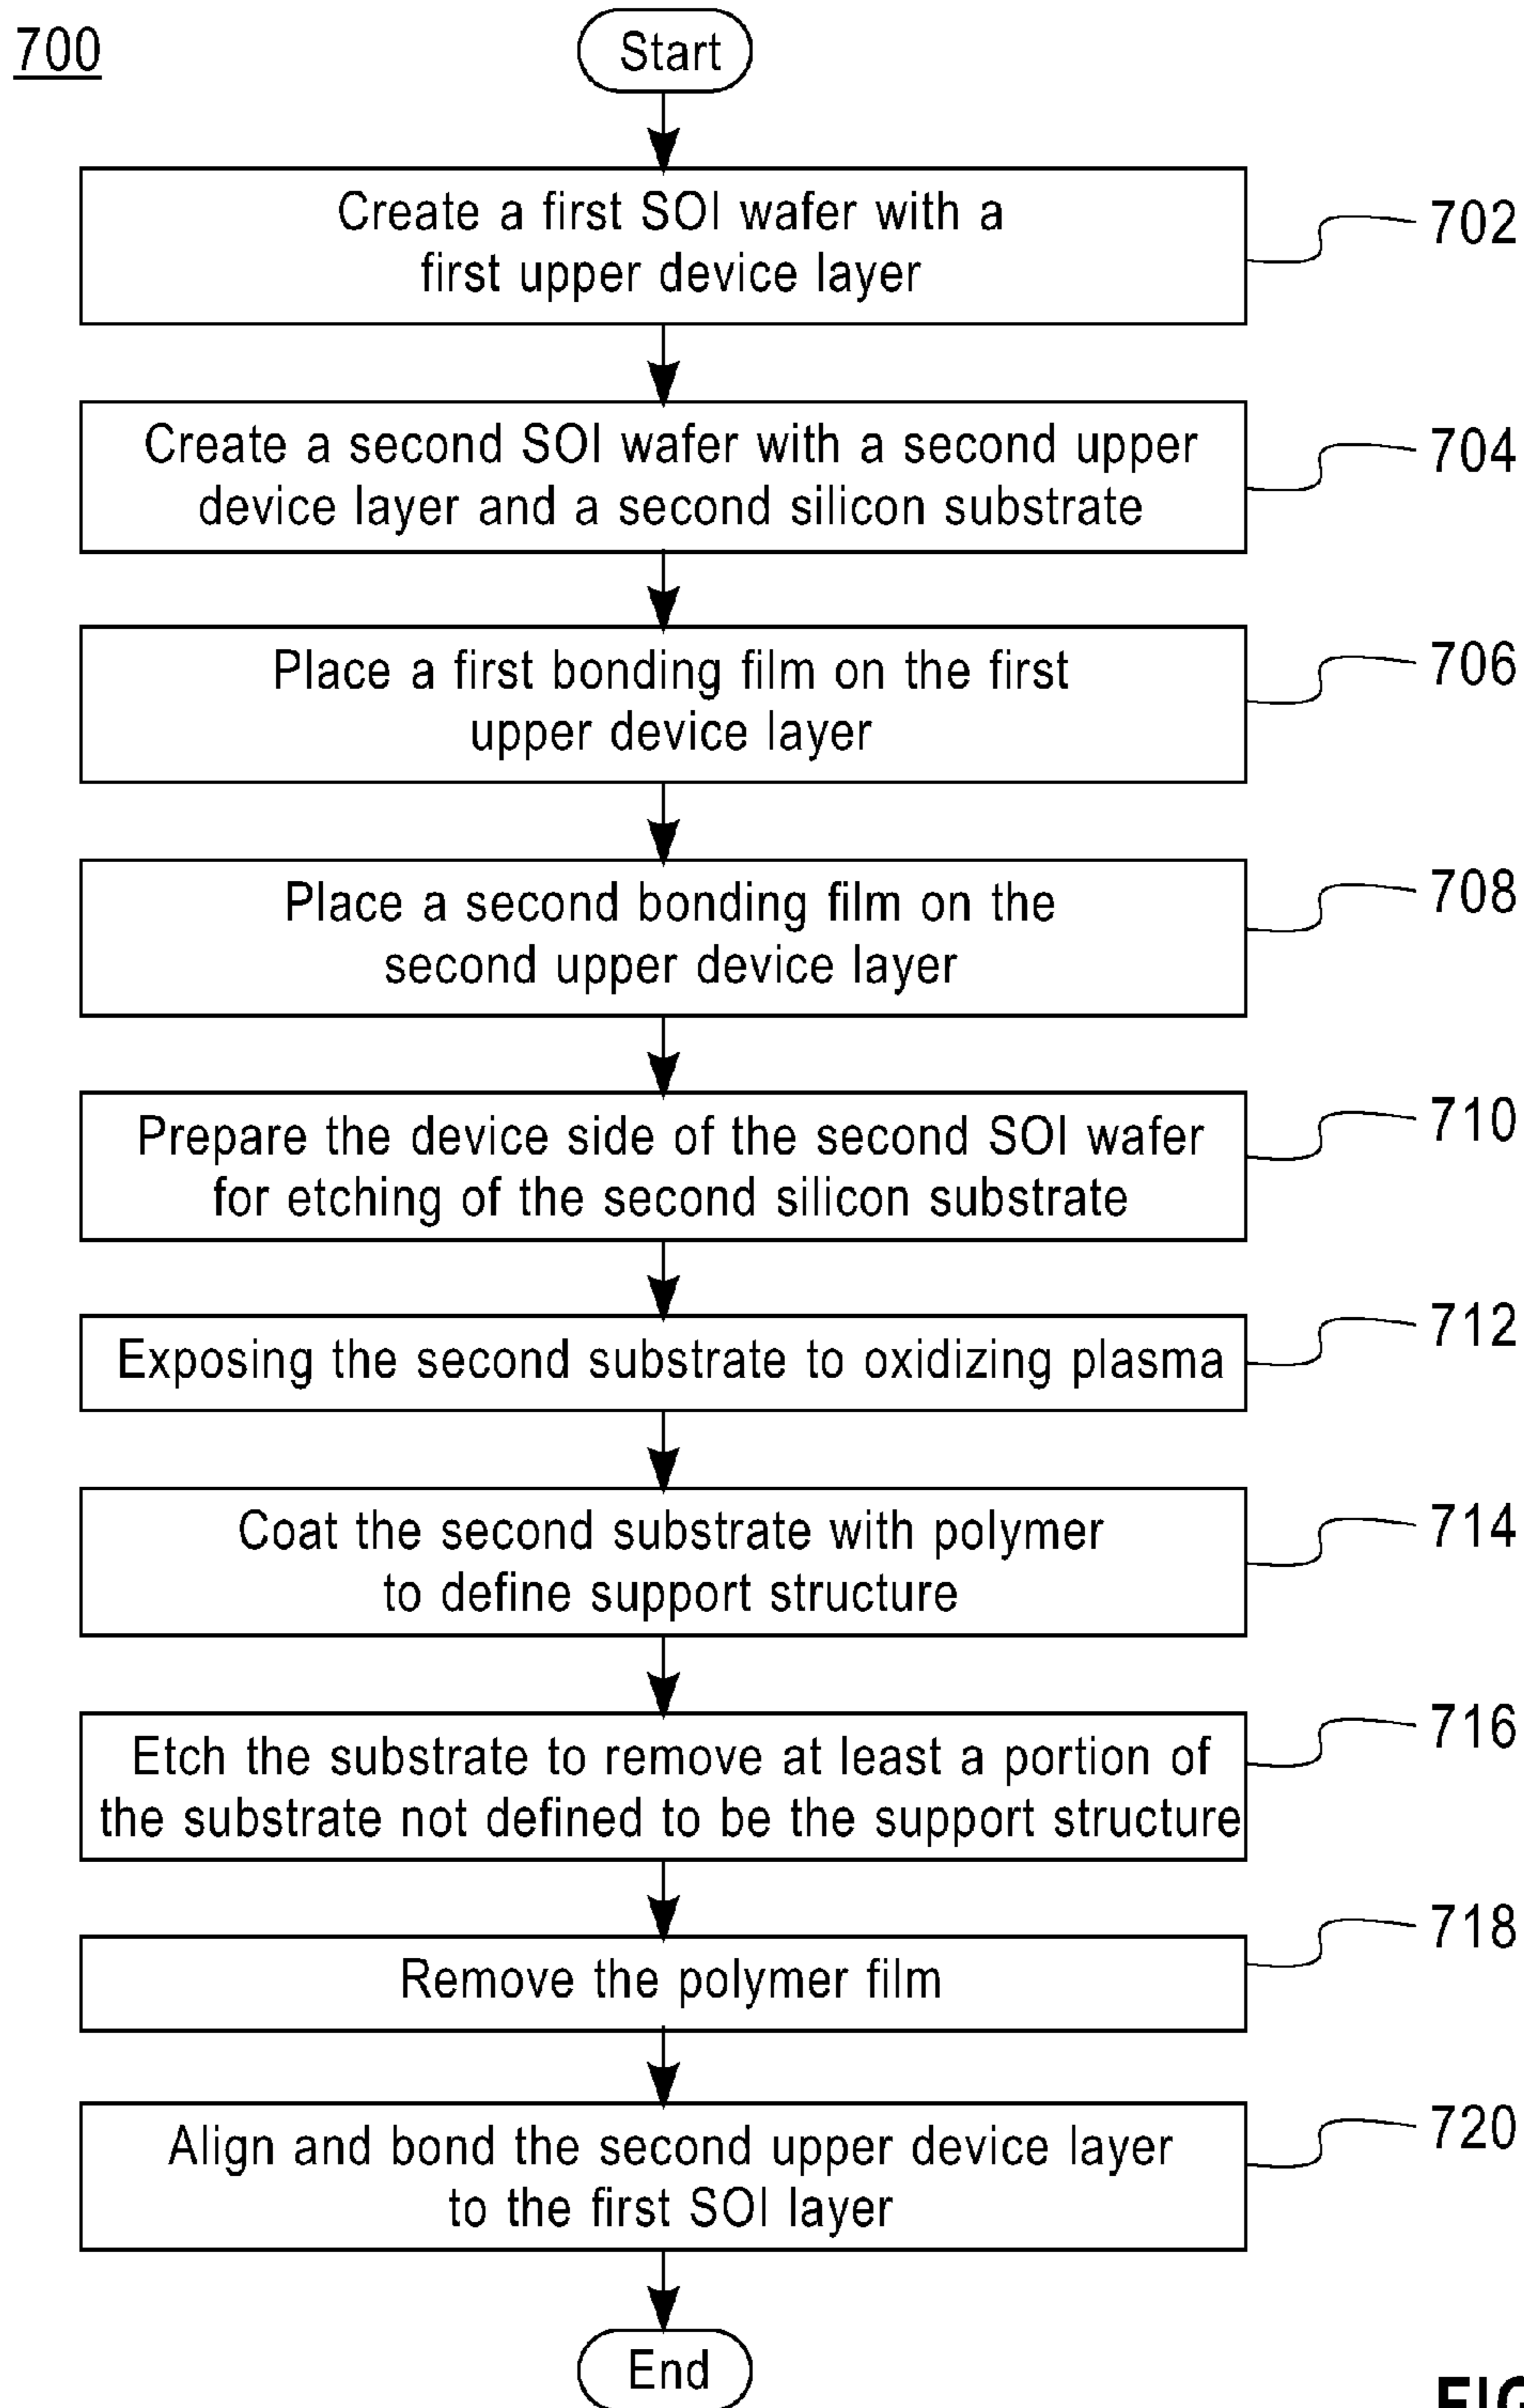 700
Start
Create a first SOI wafer with a
first upper device layer
702
Create a second SOI wafer with a second upper
device layer and a second silicon substrate
704
Place a first bonding film on the first
upper device layer
706
Place a second bonding film on the
second upper device layer
708
Prepare the device side of the second SOI wafer
for etching of the second silicon substrate
710
Exposing the second substrate to oxidizing plasma
712
Coat the second substrate with polymer
to define support structure
714
Etch the substrate to remove at least a portion of
the substrate not defined to be the support structure
716
Remove the polymer film
718
Align and bond the second upper device layer
to the first SOI layer
720
End